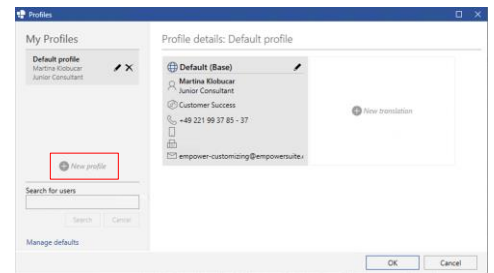 Profiles
My Profiles
Default profile
Martina Klobucar
Junior Consultant
New profile
Search for users
Search
Cancel
Manage defaults
Profile details: Default profile
Default (Base)
Martina Klobucar
Junior Consultant
Customer Success
+49 221 99 37 85 - 37
empower-customizing@empowersuite.
New translation
OK
Cancel